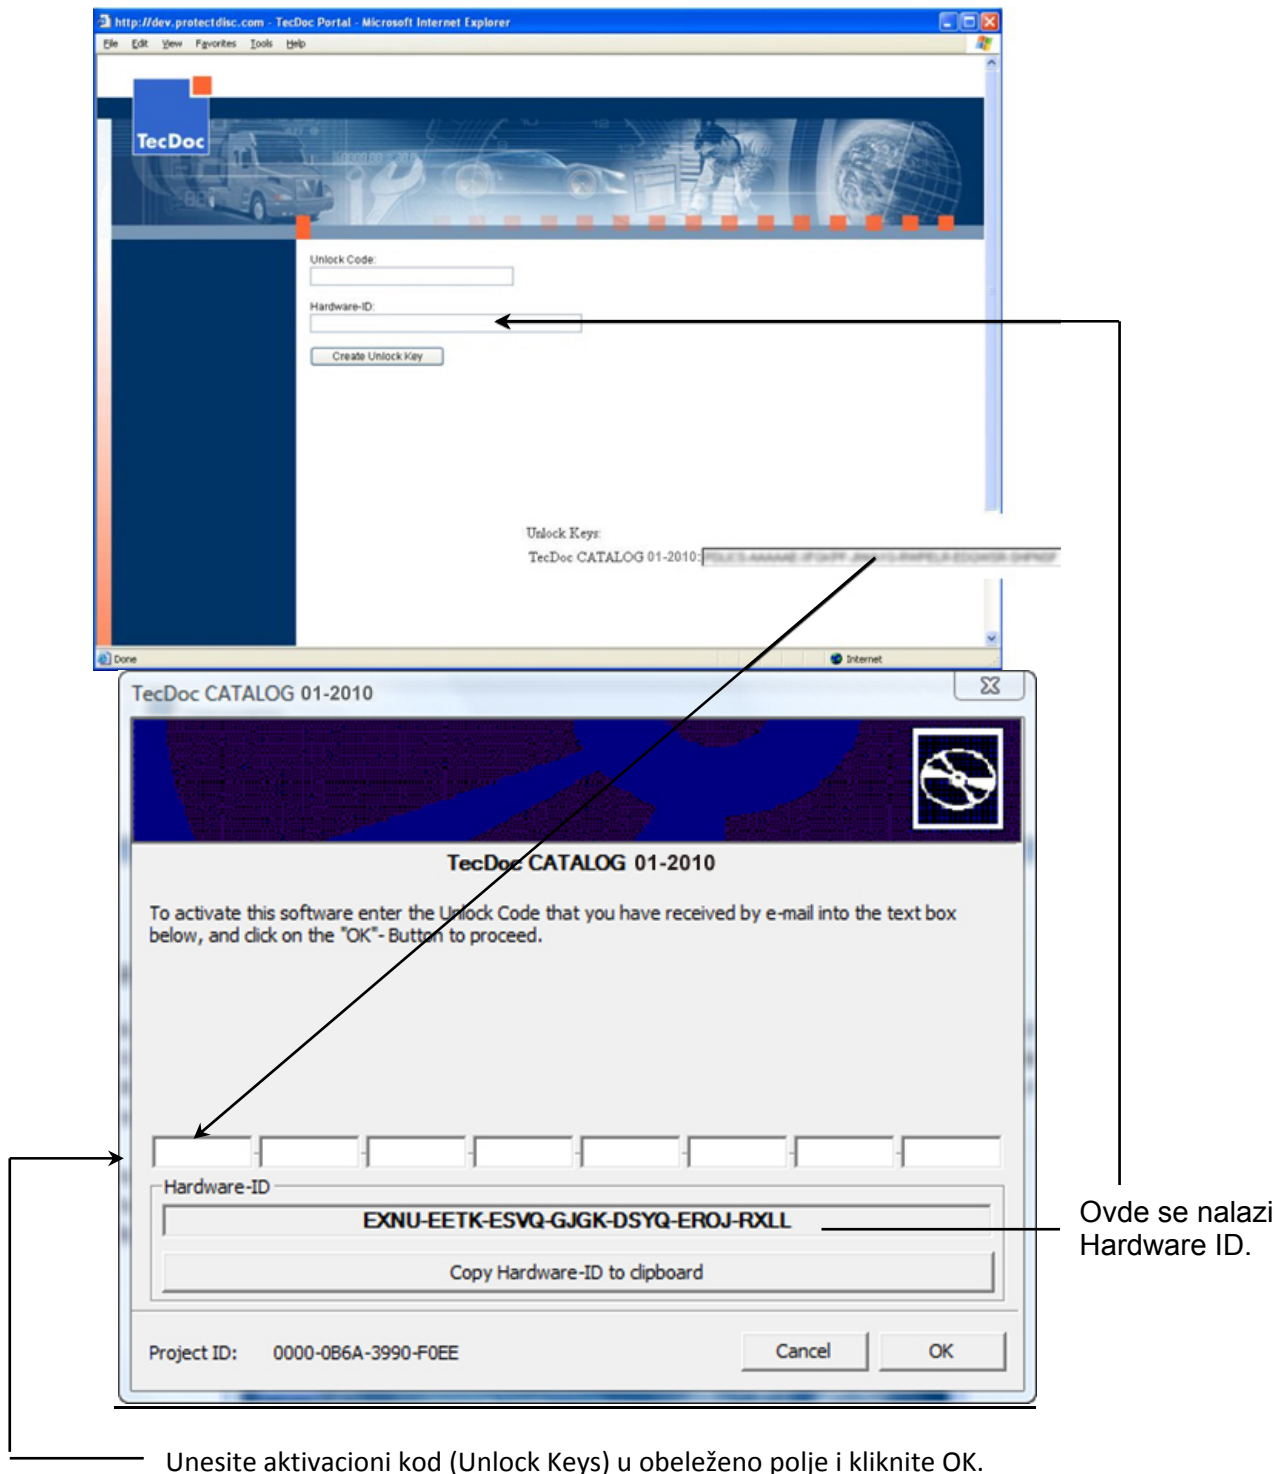 http://dev.protectdisc.com - TecDoc Portal - Microsoft Internet Explorer
File Edit View Favorites Tools Help
TecDoc
Unlock Code:
Hardware-ID:
Create Unlock Key
Unlock Keys:
TecDoc CATALOG 01-2010:
Done
Internet
TecDoc CATALOG 01-2010
TecDoc CATALOG 01-2010
To activate this software enter the Unlock Code that you have received by e-mail into the text box
below, and click on the "OK"- Button to proceed.
Hardware-ID
EXNU-EETK-ESVQ-GJGK-DSYQ-EROJ-RXLL
Ovde se nalazi
Hardware ID.
Copy Hardware-ID to clipboard
Project ID: 0000-0B6A-3990-F0EE
Cancel
OK
Unesite aktivacioni kod (Unlock Keys) u obeleženo polje i kliknite OK.